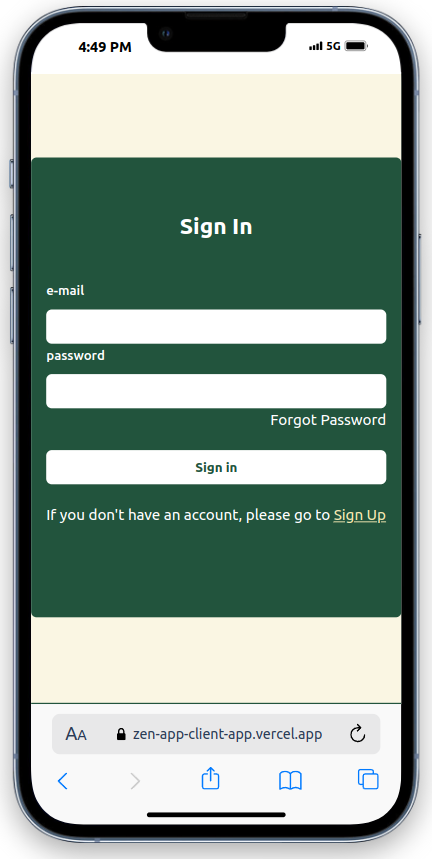 4:49 PM
5G
Sign In
e-mail
password
Forgot Password
Sign in
If you don't have an account, please go to Sign Up
AA
zen-app-client-app.vercel.app